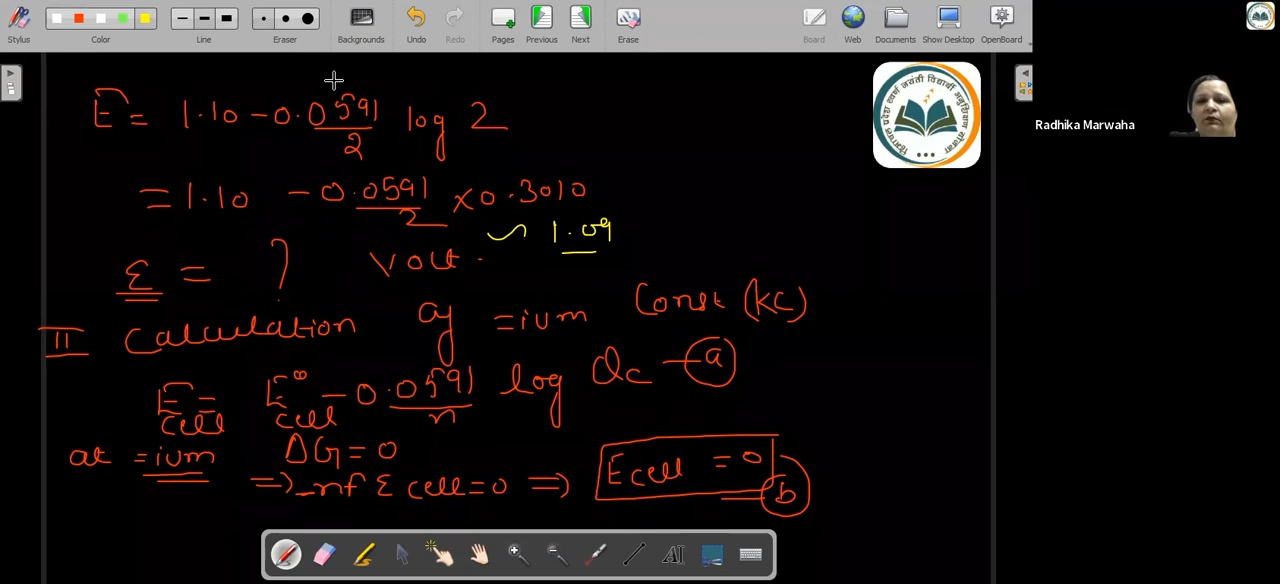 Stylus Color Line Eraser Backgrounds Undo Redo Pages Previous Next Erase Board Web Documents Show Desktop OpenBoard
Radhika Marwaha
E = 1.10 - 0.0591/2 log 2
= 1.10 - 0.0591/2 × 0.3010
~ 1.09
E = ? Volt.
II Calculation of =ium Const (KC)
E cell = E° cell - 0.0591/n log Qc - a
at =ium ΔG = 0
=> -nf E cell = 0 => E cell = 0 b